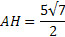 AH = 5√7/2